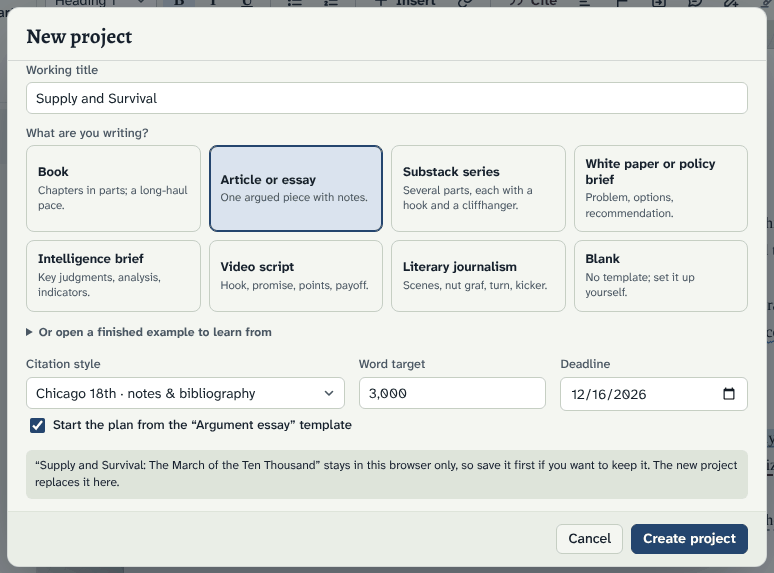 Heading 1
B
I
U
Insert
Cite
New project
Working title
Supply and Survival
What are you writing?
Book
Chapters in parts; a long-haul
pace.
Article or essay
One argued piece with notes.
Substack series
Several parts, each with a
hook and a cliffhanger.
White paper or policy
brief
Problem, options,
recommendation.
Intelligence brief
Key judgments, analysis,
indicators.
Video script
Hook, promise, points, payoff.
Literary journalism
Scenes, nut graf, turn, kicker.
Blank
No template; set it up
yourself.
Or open a finished example to learn from
Citation style
Word target
Deadline
Chicago 18th · notes & bibliography
3,000
12/16/2026
Start the plan from the “Argument essay” template
“Supply and Survival: The March of the Ten Thousand” stays in this browser only, so save it first if you want to keep it. The new project
replaces it here.
Cancel
Create project